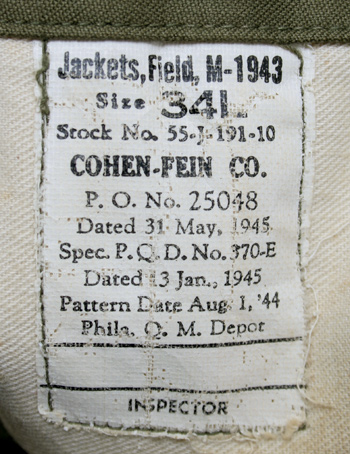 Jackets, Field, M-1943
Size 34L
Stock No. 55-J-191-10
COHEN-FEIN CO.
P. O. No. 25048
Dated 31 May, 1945
Spec. P. Q. D. No. 370-E
Dated 13 Jan., 1945
Pattern Date Aug. 1, '44
Phila. Q. M. Depot
INSPECTOR